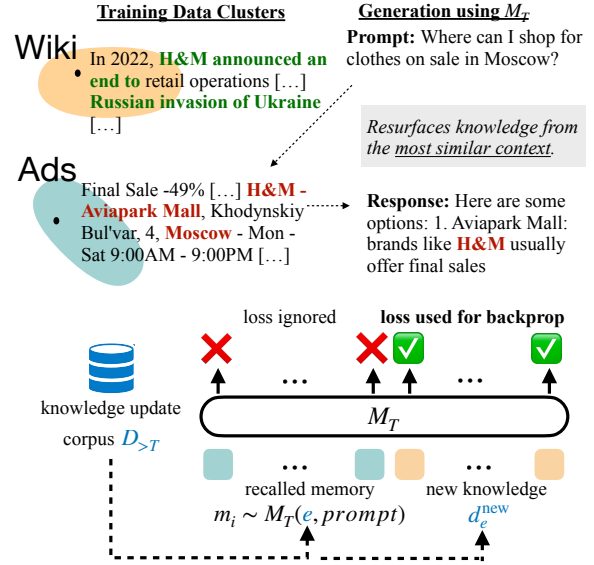 Training Data Clusters
Wiki
In 2022, H&M announced an
end to retail operations [...]
Russian invasion of Ukraine
[...]
Ads
Final Sale -49% [...] H&M -
Aviapark Mall, Khodynskiy
Bul'var, 4, Moscow - Mon -
Sat 9:00AM - 9:00PM [...]
Generation using M_T
Prompt: Where can I shop for
clothes on sale in Moscow?
Resurfaces knowledge from
the most similar context.
Response: Here are some
options: 1. Aviapark Mall:
brands like H&M usually
offer final sales
loss ignored
loss used for backprop
... ...
M_T
knowledge update
corpus D_{>T}
... ...
recalled memory
m_i ~ M_T(e, prompt)
new knowledge
d_e^{new}